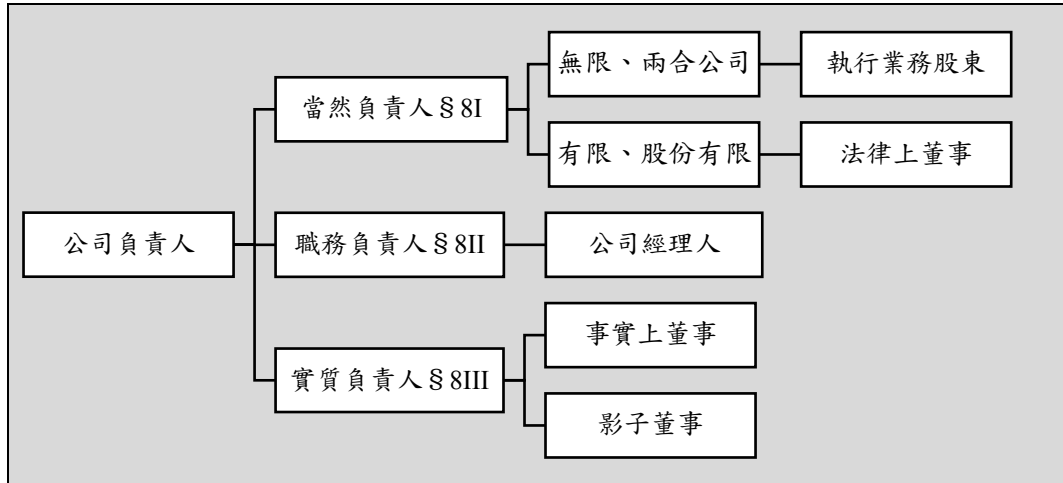 公司負責人
當然負責人§8I
無限、兩合公司
執行業務股東
有限、股份有限
法律上董事
職務負責人§8II
公司經理人
實質負責人§8III
事實上董事
影子董事